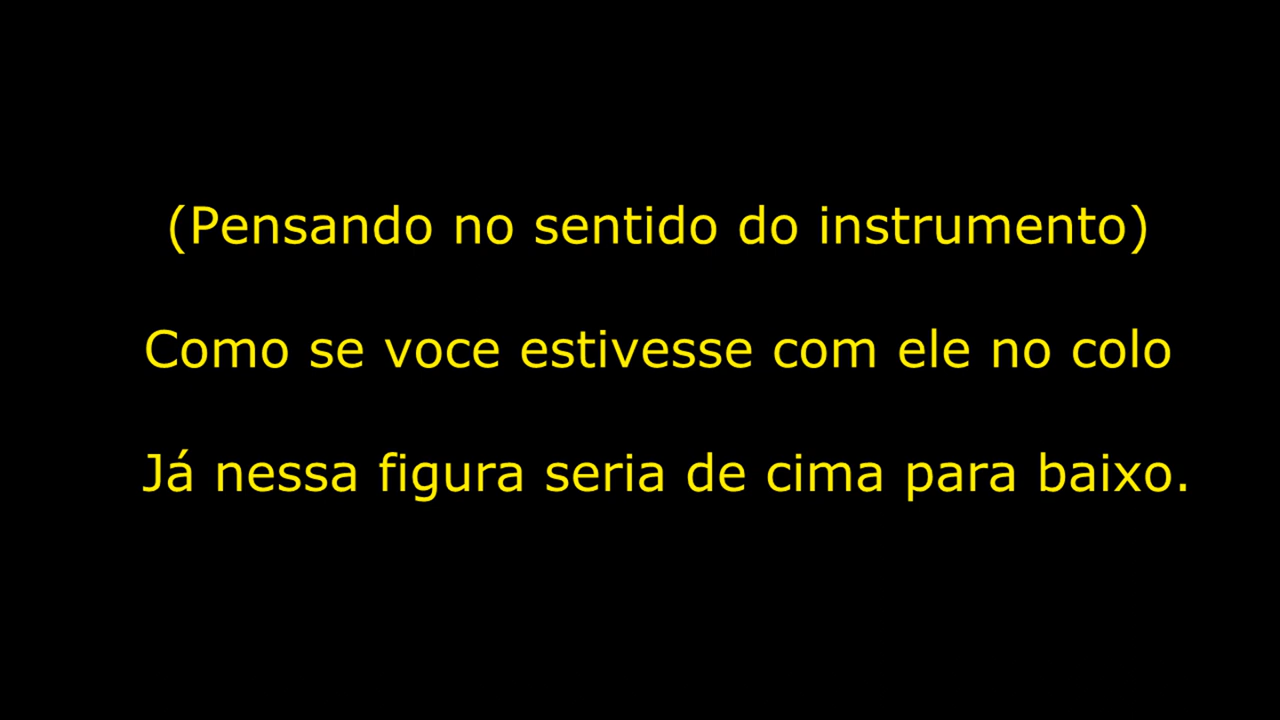 (Pensando no sentido do instrumento)
Como se voce estivesse com ele no colo
Já nessa figura seria de cima para baixo.